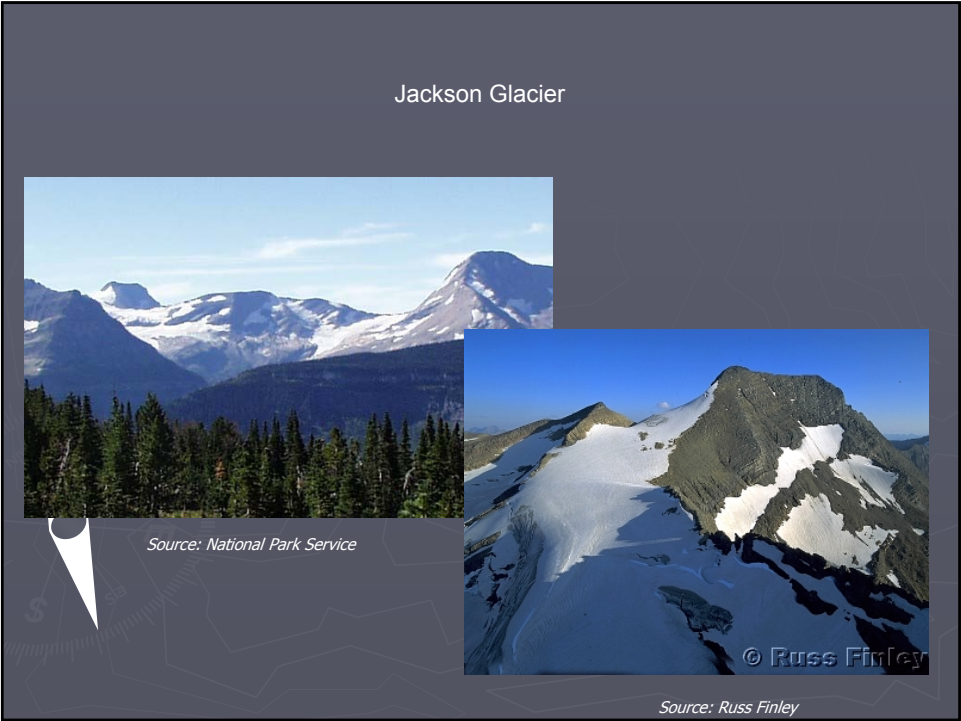 Jackson Glacier
Source: National Park Service
S
© Russ Finley
Source: Russ Finley